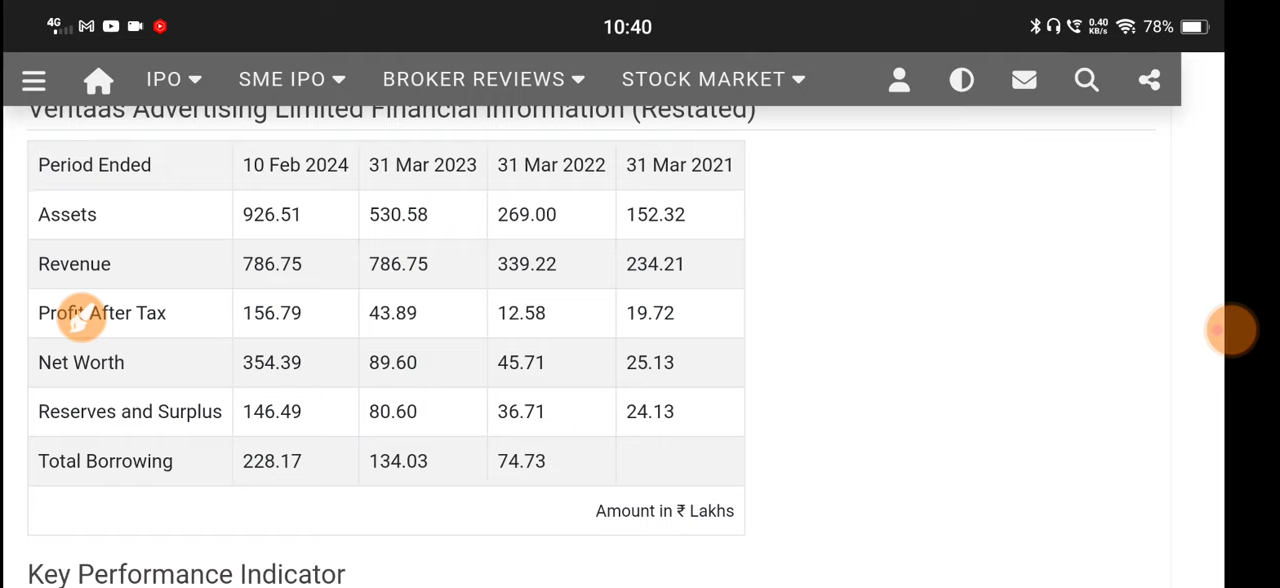 4G 10:40 0.40 KB/s 78%
IPO SME IPO BROKER REVIEWS STOCK MARKET
Veritaas Advertising Limited Financial Information (Restated)
Period Ended 10 Feb 2024 31 Mar 2023 31 Mar 2022 31 Mar 2021
Assets 926.51 530.58 269.00 152.32
Revenue 786.75 786.75 339.22 234.21
Profit After Tax 156.79 43.89 12.58 19.72
Net Worth 354.39 89.60 45.71 25.13
Reserves and Surplus 146.49 80.60 36.71 24.13
Total Borrowing 228.17 134.03 74.73
Amount in ₹ Lakhs
Key Performance Indicator